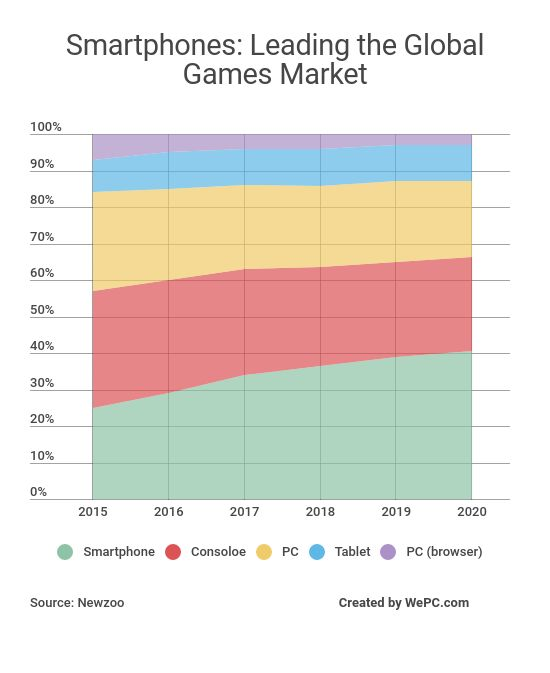 Smartphones: Leading the Global
Games Market
100%
90%
80%
70%
60%
50%
40%
30%
20%
10%
0%
2015 2016 2017 2018 2019 2020
Smartphone Consoloe PC Tablet PC (browser)
Source: Newzoo Created by WePC.com